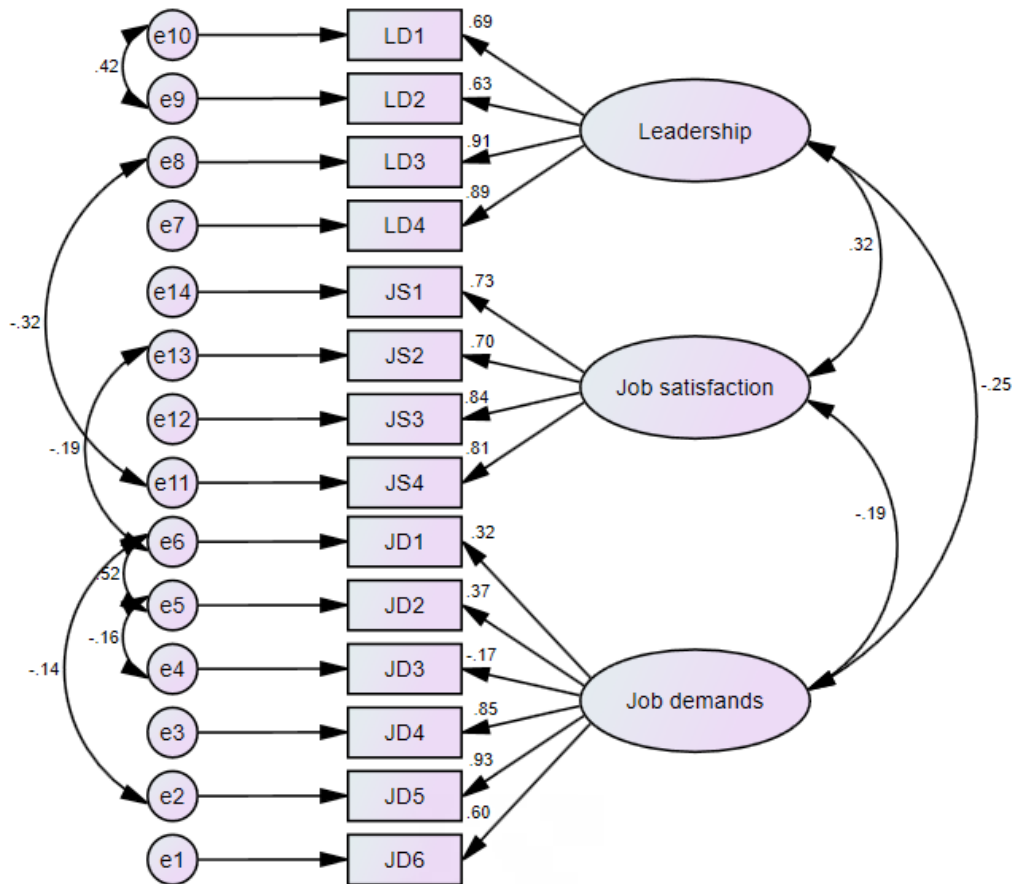 e10 LD1 .69
.42
e9 LD2 .63
Leadership
e8 LD3 .91
e7 LD4 .89
.32
e14 JS1 .73
-.32
e13 JS2 .70
Job satisfaction
-.25
e12 JS3 .84
-.19
e11 JS4 .81
-.19
e6 JD1 .32
.52
e5 JD2 .37
-.16
-.14
e4 JD3 -.17
Job demands
e3 JD4 .85
e2 JD5 .93
e1 JD6 .60